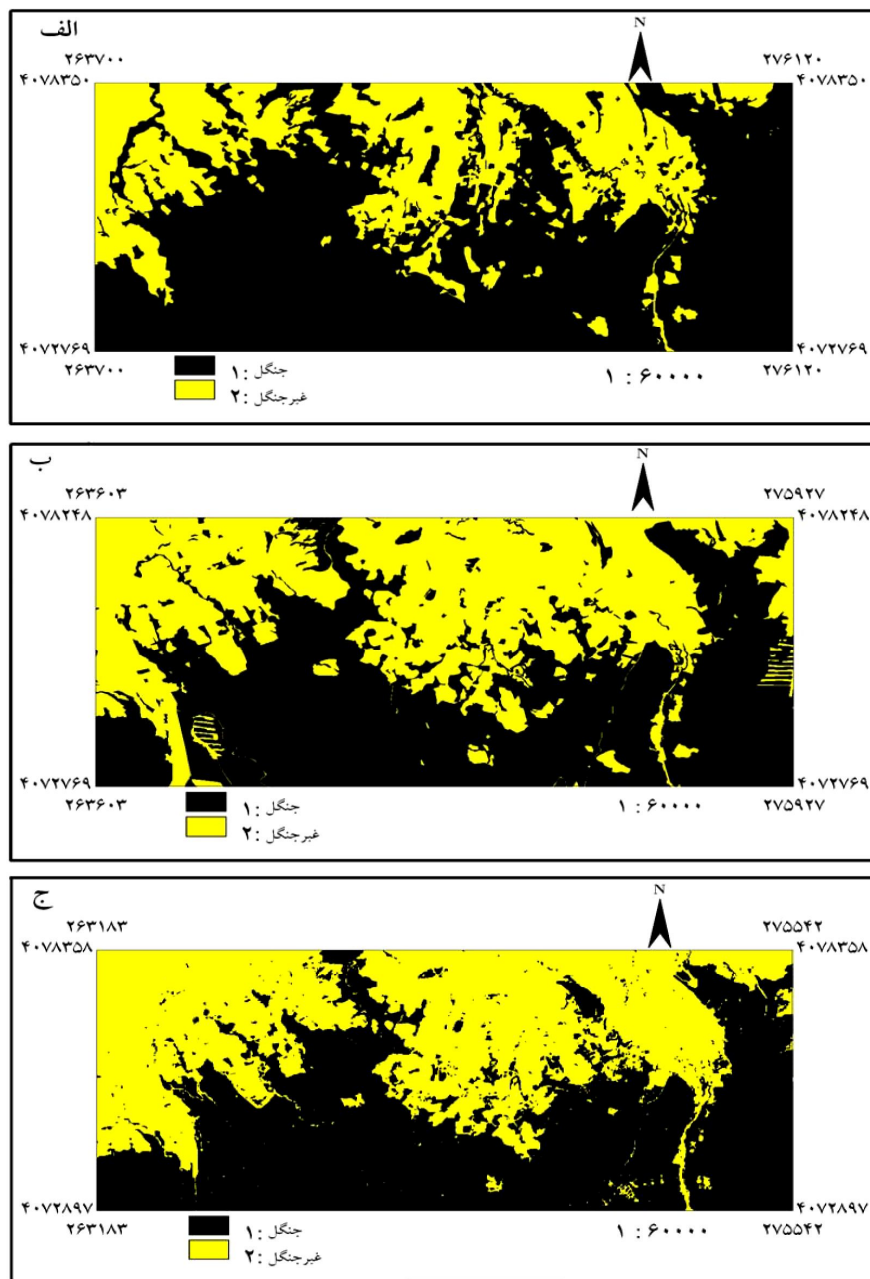 الف
N
۲۶۳۷۰۰ ۲۷۶۱۲۰
۴۰۷۸۳۵۰ ۴۰۷۸۳۵۰
۴۰۷۲۷۶۹ ۴۰۷۲۷۶۹
۲۶۳۷۰۰ ۲۷۶۱۲۰
۱: جنگل
۲: غیرجنگل
۱ : ۶۰۰۰۰
ب
N
۲۶۳۶۰۳ ۲۷۵۹۲۷
۴۰۷۸۲۴۸ ۴۰۷۸۲۴۸
۴۰۷۲۷۶۹ ۴۰۷۲۷۶۹
۲۶۳۶۰۳ ۲۷۵۹۲۷
۱: جنگل
۲: غیرجنگل
۱ : ۶۰۰۰۰
ج
N
۲۶۳۱۸۳ ۲۷۵۵۴۲
۴۰۷۸۳۵۸ ۴۰۷۸۳۵۸
۴۰۷۲۸۹۷ ۴۰۷۲۸۹۷
۲۶۳۱۸۳ ۲۷۵۵۴۲
۱: جنگل
۲: غیرجنگل
۱ : ۶۰۰۰۰